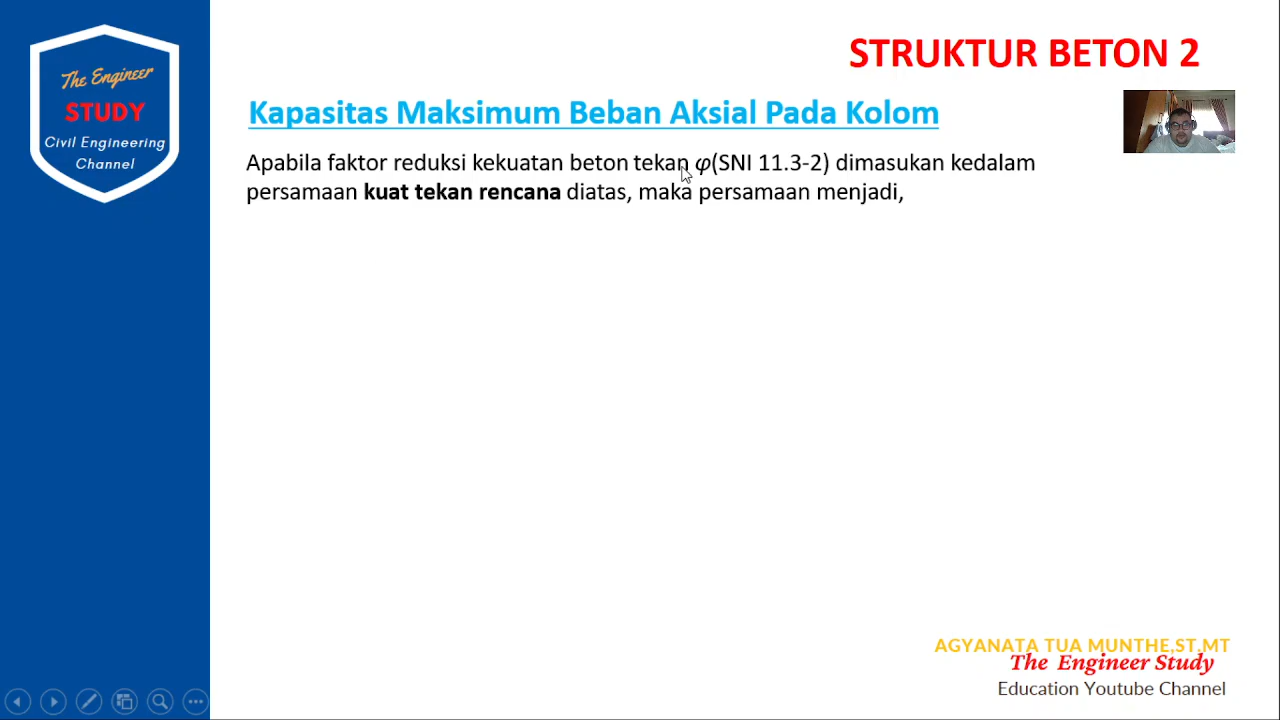 The Engineer
STUDY
Civil Engineering
Channel
STRUKTUR BETON 2
Kapasitas Maksimum Beban Aksial Pada Kolom
Apabila faktor reduksi kekuatan beton tekan φ(SNI 11.3-2) dimasukan kedalam
persamaan kuat tekan rencana diatas, maka persamaan menjadi,
AGYANATA TUA MUNTHE,ST.MT
The Engineer Study
Education Youtube Channel